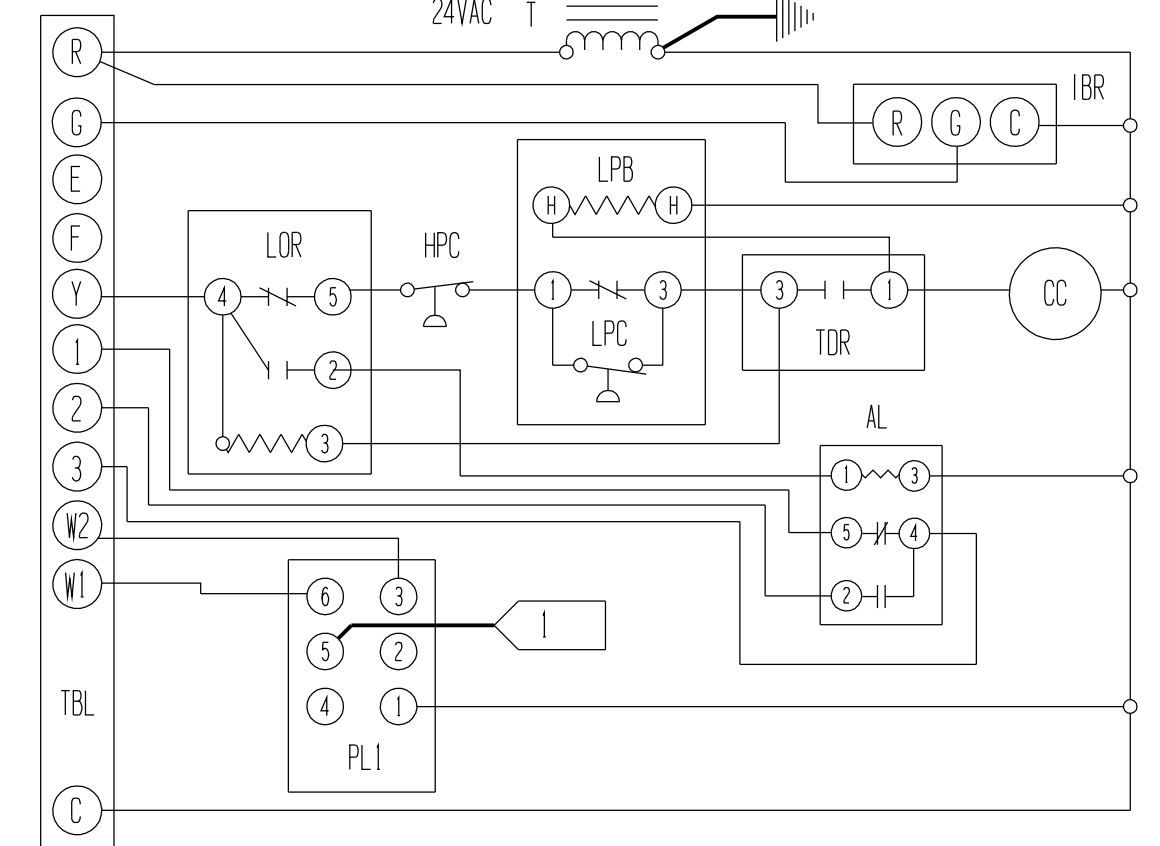 24VAC T
R
IBR
R G C
G
LPB
H H
E
F
LOR HPC
Y 4 5 1 3 3 1 CC
LPC
TDR
1
2
2
AL
3
3
1 3
W2
5 4
W1
6 3
2
1
5 2
TBL
4 1
PL1
C